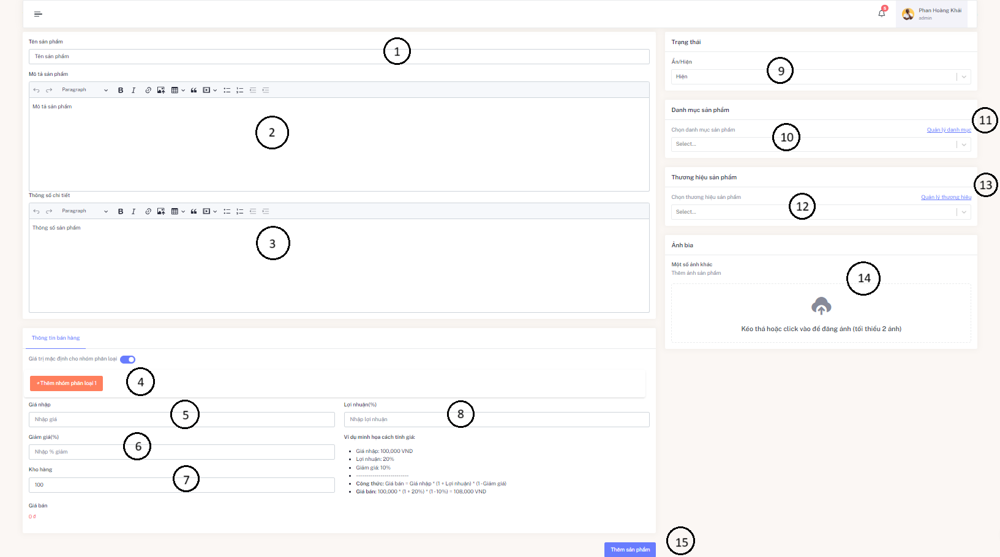 5
Phan Hoàng Khải
admin
Tên sản phẩm
1
Tên sản phẩm
Mô tả sản phẩm
Paragraph
Mô tả sản phẩm
2
Thông số chi tiết
Paragraph
Thông số sản phẩm
3
Thông tin bán hàng
Giá trị mặc định cho nhóm phân loại
+Thêm nhóm phân loại 1
4
Giá nhập
5
Nhập giá
Lợi nhuận(%)
8
Nhập lợi nhuận
Giảm giá(%)
6
Nhập % giảm
Kho hàng
7
100
Ví dụ minh họa cách tính giá:
• Giá nhập: 100,000 VND
• Lợi nhuận: 20%
• Giảm giá: 10%
• --------------------------
• Công thức: Giá bán = Giá nhập * (1 + Lợi nhuận) * (1 - Giảm giá)
• Giá bán: 100,000 * (1 + 20%) * (1 - 10%) = 108,000 VND
Giá bán
0 ₫
Thêm sản phẩm
15
Trạng thái
Ẩn/Hiện
9
Hiện
Danh mục sản phẩm
11
Chọn danh mục sản phẩm
Quản lý danh mục
10
Select...
Thương hiệu sản phẩm
13
Chọn thương hiệu sản phẩm
Quản lý thương hiệu
12
Select...
Ảnh bìa
Một số ảnh khác
Thêm ảnh sản phẩm
14
Kéo thả hoặc click vào để đăng ảnh (tối thiểu 2 ảnh)